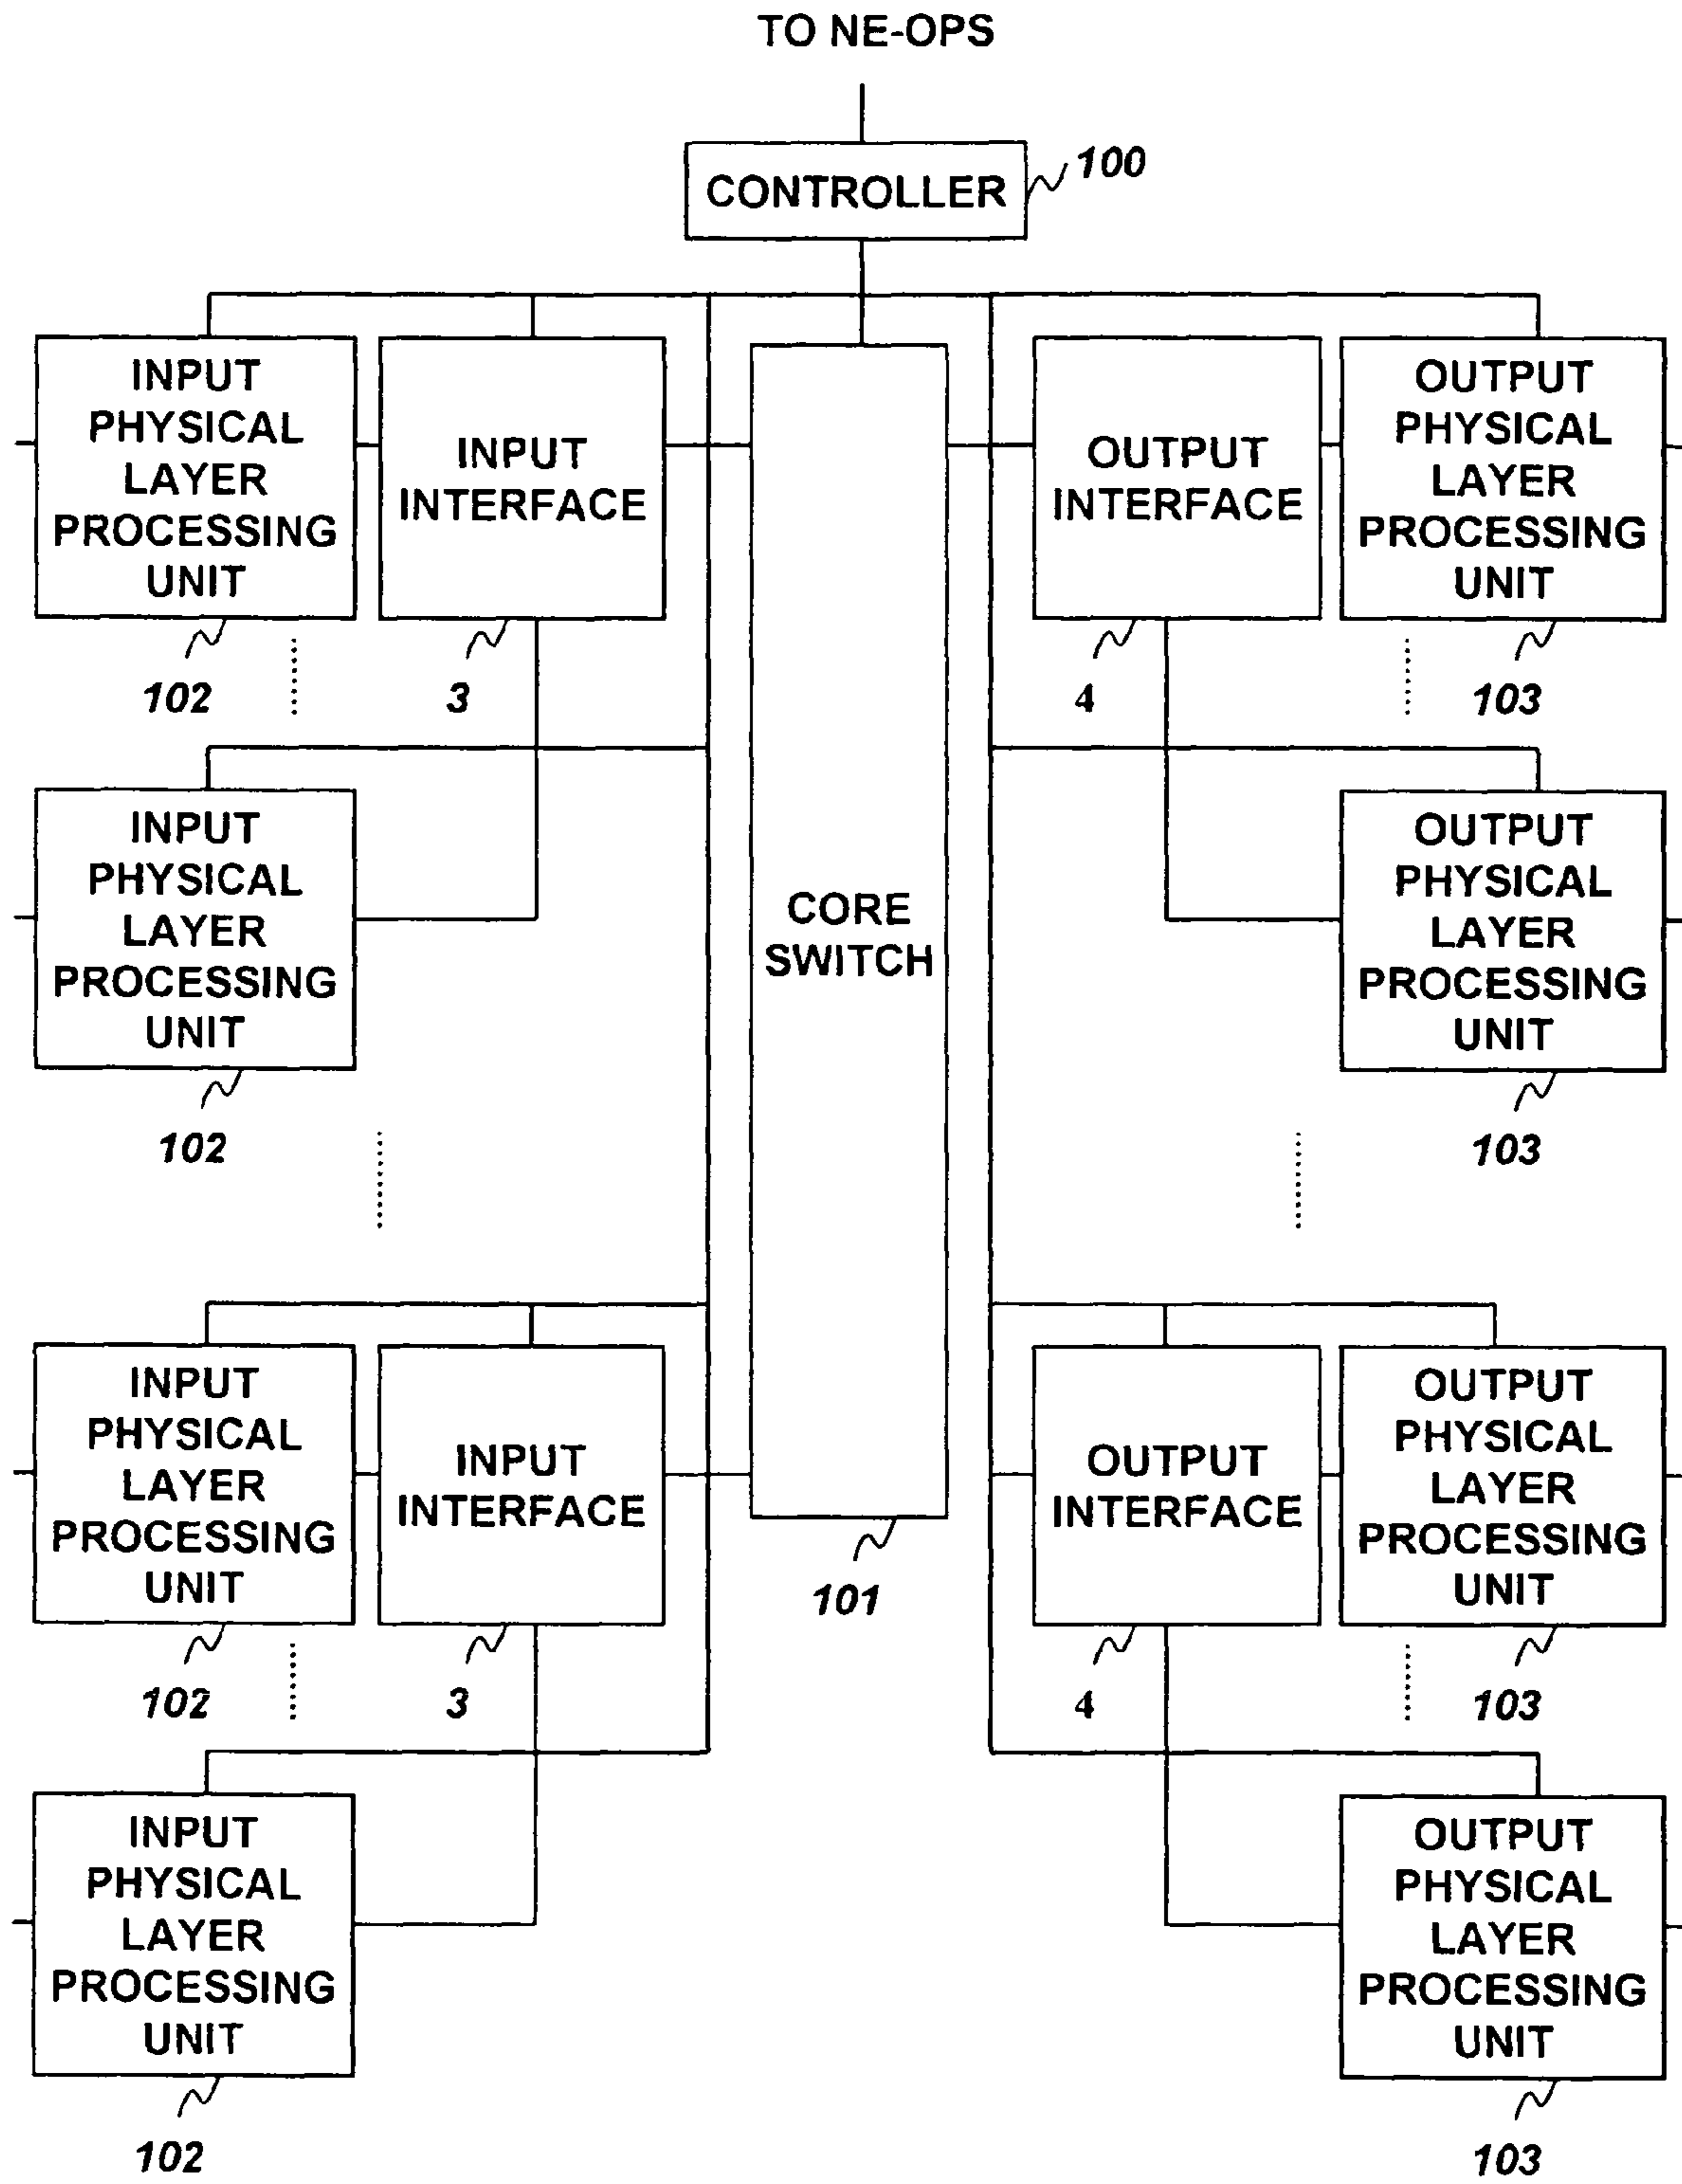 TO NE-OPS
CONTROLLER
100
INPUT
PHYSICAL
LAYER
PROCESSING
UNIT
102
INPUT
INTERFACE
3
OUTPUT
INTERFACE
4
OUTPUT
PHYSICAL
LAYER
PROCESSING
UNIT
103
INPUT
PHYSICAL
LAYER
PROCESSING
UNIT
102
CORE
SWITCH
101
OUTPUT
PHYSICAL
LAYER
PROCESSING
UNIT
103
INPUT
PHYSICAL
LAYER
PROCESSING
UNIT
102
INPUT
INTERFACE
3
OUTPUT
INTERFACE
4
OUTPUT
PHYSICAL
LAYER
PROCESSING
UNIT
103
INPUT
PHYSICAL
LAYER
PROCESSING
UNIT
102
OUTPUT
PHYSICAL
LAYER
PROCESSING
UNIT
103